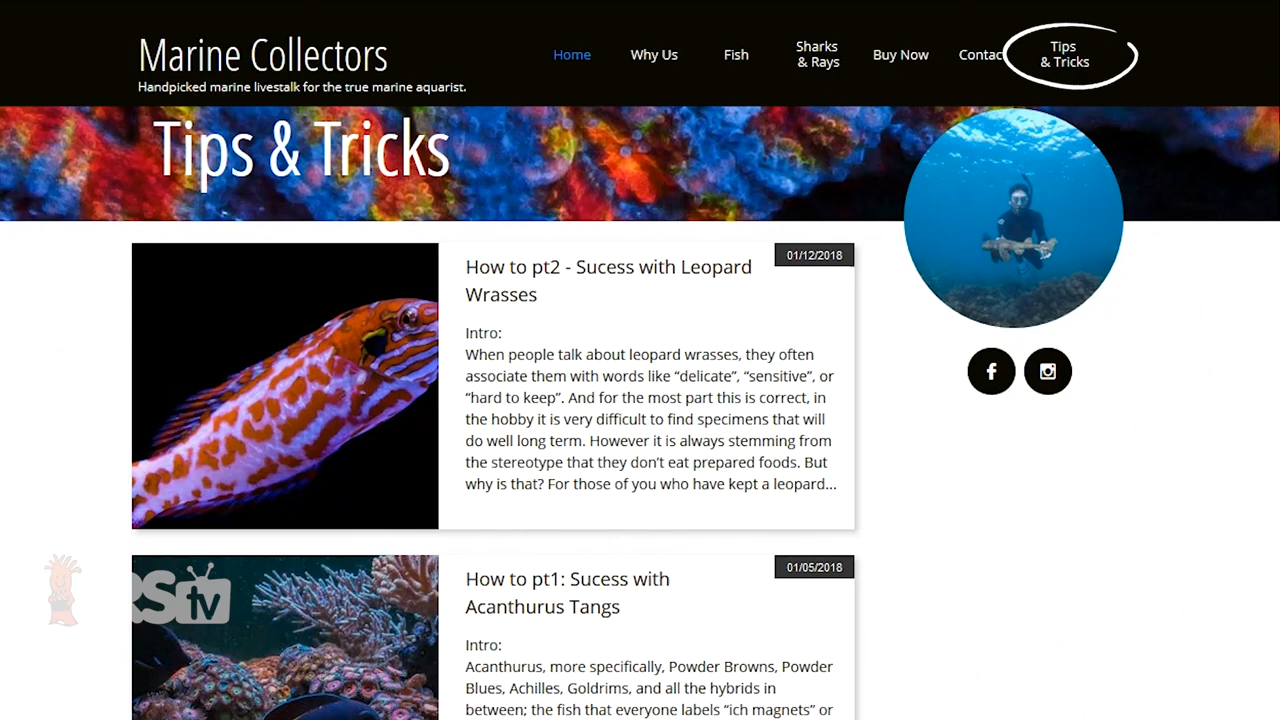 Marine Collectors
Handpicked marine livestalk for the true marine aquarist.
Home
Why Us
Fish
Sharks
& Rays
Buy Now
Contac
Tips
& Tricks
Tips & Tricks
How to pt2 - Sucess with Leopard
Wrasses
01/12/2018
Intro:
When people talk about leopard wrasses, they often
associate them with words like “delicate”, “sensitive”, or
“hard to keep”. And for the most part this is correct, in
the hobby it is very difficult to find specimens that will
do well long term. However it is always stemming from
the stereotype that they don’t eat prepared foods. But
why is that? For those of you who have kept a leopard...
How to pt1: Sucess with
Acanthurus Tangs
01/05/2018
Intro:
Acanthurus, more specifically, Powder Browns, Powder
Blues, Achilles, Goldrims, and all the hybrids in
between; the fish that everyone labels “ich magnets” or
RS tv